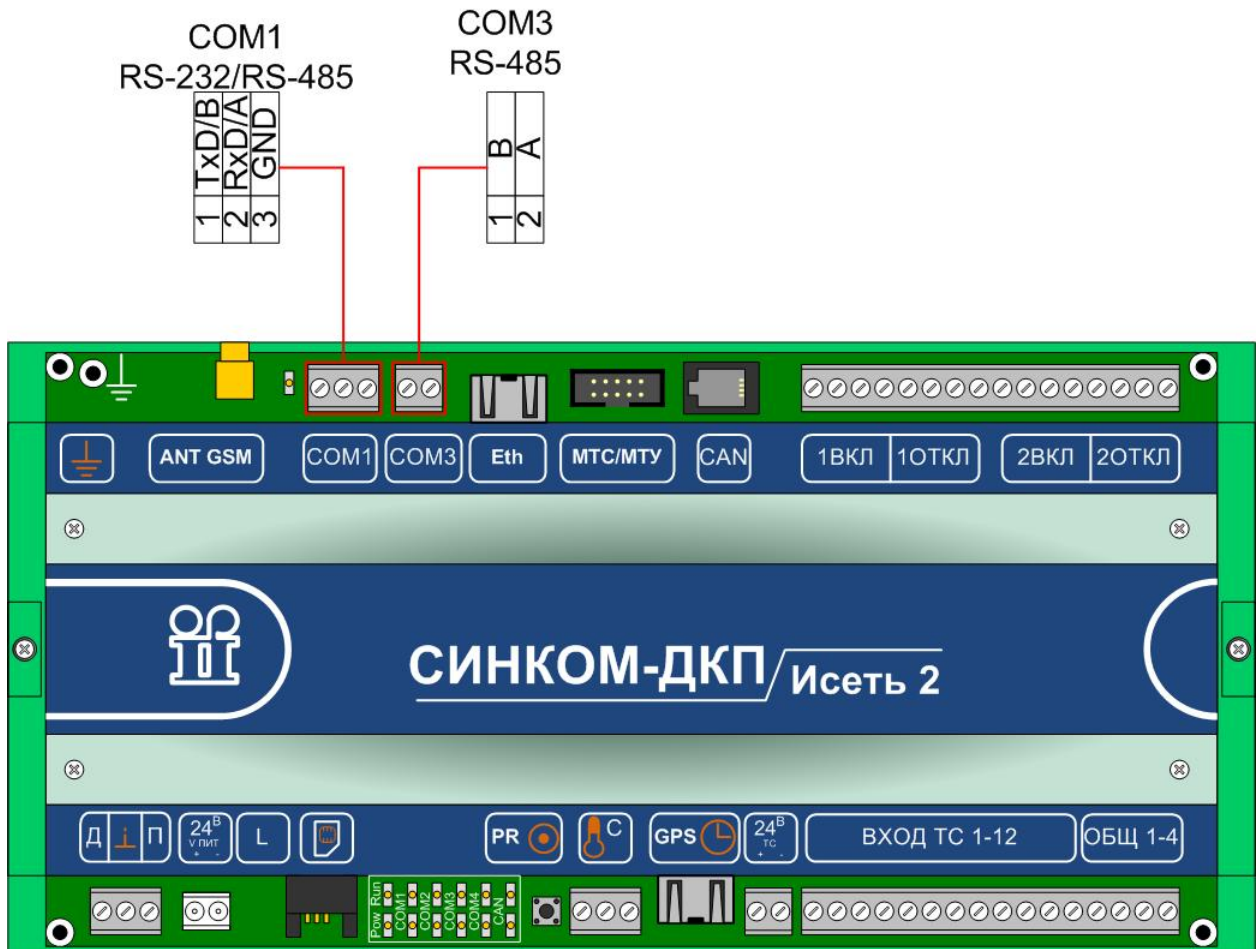 COM1
RS-232/RS-485
COM3
RS-485
1 TxD/B
2 RxD/A
3 GND
1 B
2 A
ANT GSM COM1 COM3 Eth МТС/МТУ CAN 1ВКЛ 1ОТКЛ 2ВКЛ 2ОТКЛ
СИНКОМ-ДКП/Исеть 2
Д П 24В V ПИТ + - L PR C GPS 24В ТС + - ВХОД ТС 1-12 ОБЩ 1-4
Pow Run
COM1
COM2
COM3
COM4
CAN